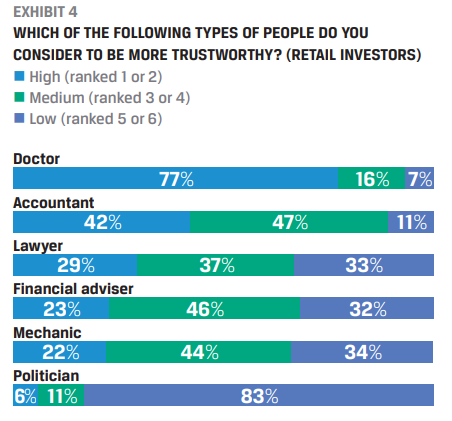 EXHIBIT 4
WHICH OF THE FOLLOWING TYPES OF PEOPLE DO YOU
CONSIDER TO BE MORE TRUSTWORTHY? (RETAIL INVESTORS)
High (ranked 1 or 2)
Medium (ranked 3 or 4)
Low (ranked 5 or 6)
Doctor
77% 16% 7%
Accountant
42% 47% 11%
Lawyer
29% 37% 33%
Financial adviser
23% 46% 32%
Mechanic
22% 44% 34%
Politician
6% 11% 83%